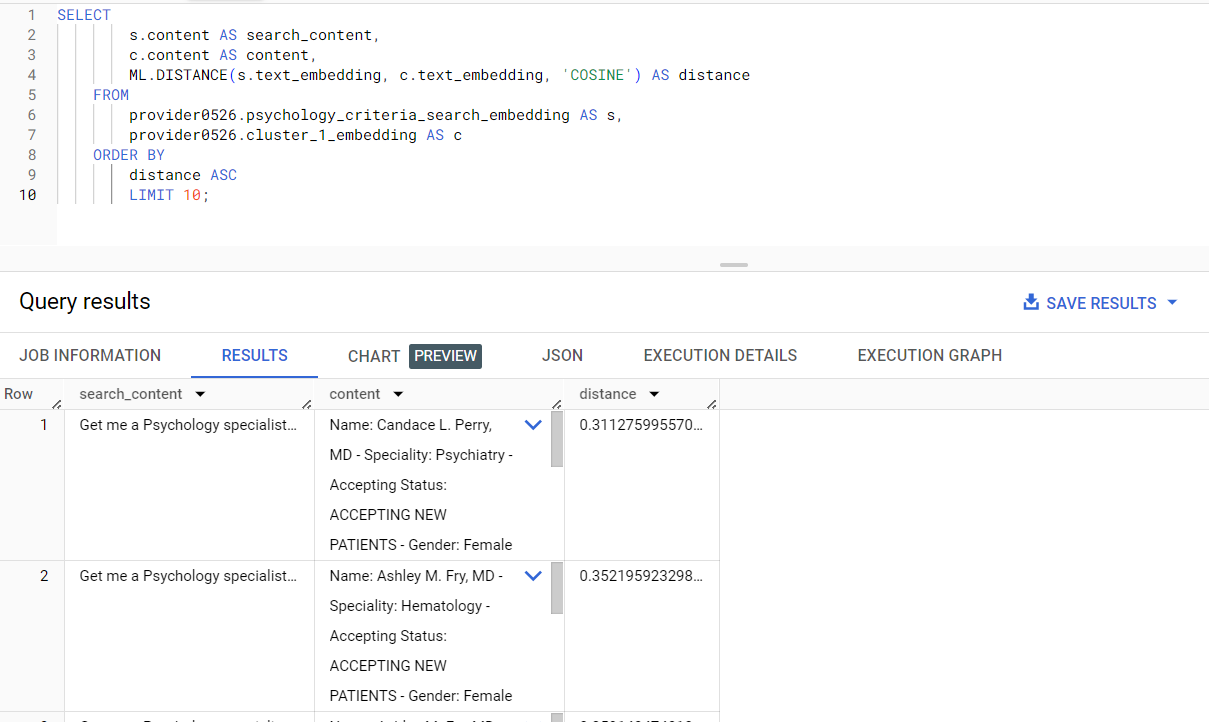 1 SELECT
2 s.content AS search_content,
3 c.content AS content,
4 ML.DISTANCE(s.text_embedding, c.text_embedding, 'COSINE') AS distance
5 FROM
6 provider0526.psychology_criteria_search_embedding AS s,
7 provider0526.cluster_1_embedding AS c
8 ORDER BY
9 distance ASC
10 LIMIT 10;
Query results
SAVE RESULTS
JOB INFORMATION RESULTS CHART PREVIEW JSON EXECUTION DETAILS EXECUTION GRAPH
Row search_content content distance
1 Get me a Psychology specialist... Name: Candace L. Perry, 0.311275995570...
MD - Speciality: Psychiatry -
Accepting Status:
ACCEPTING NEW
PATIENTS - Gender: Female
2 Get me a Psychology specialist... Name: Ashley M. Fry, MD - 0.352195923298...
Speciality: Hematology -
Accepting Status:
ACCEPTING NEW
PATIENTS - Gender: Female